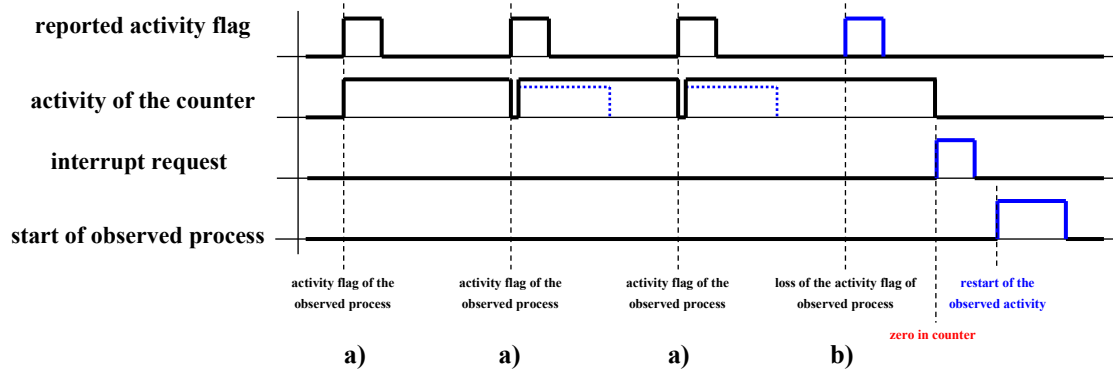 reported activity flag
activity of the counter
interrupt request
start of observed process
activity flag of the
observed process
activity flag of the
observed process
activity flag of the
observed process
loss of the activity flag of
observed process
restart of the
observed activity
zero in counter
a)
a)
a)
b)